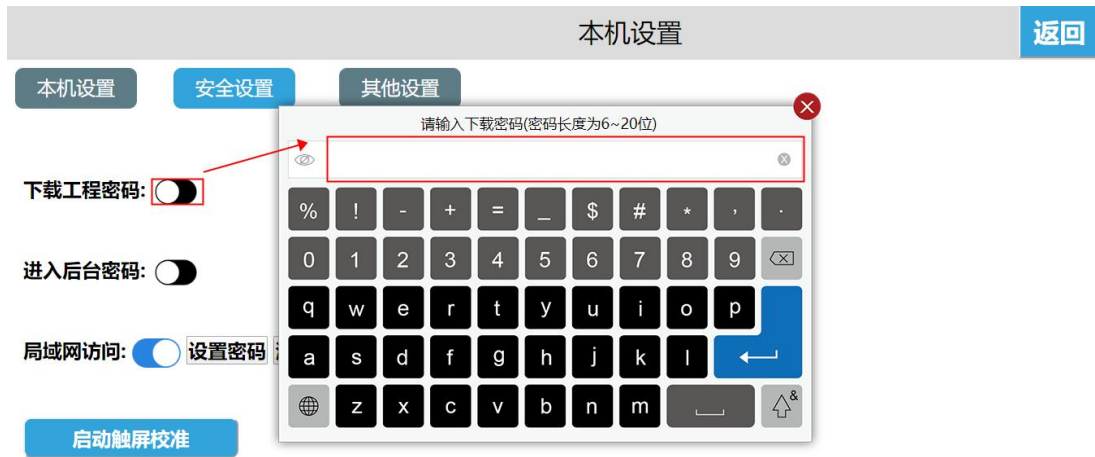 本机设置
返回
本机设置 安全设置 其他设置
请输入下载密码(密码长度为6~20位)
下载工程密码:
进入后台密码:
局域网访问: 设置密码
启动触屏校准
% ! - + = _ $ # * , .
0 1 2 3 4 5 6 7 8 9
q w e r t y u i o p
a s d f g h j k l
z x c v b n m &